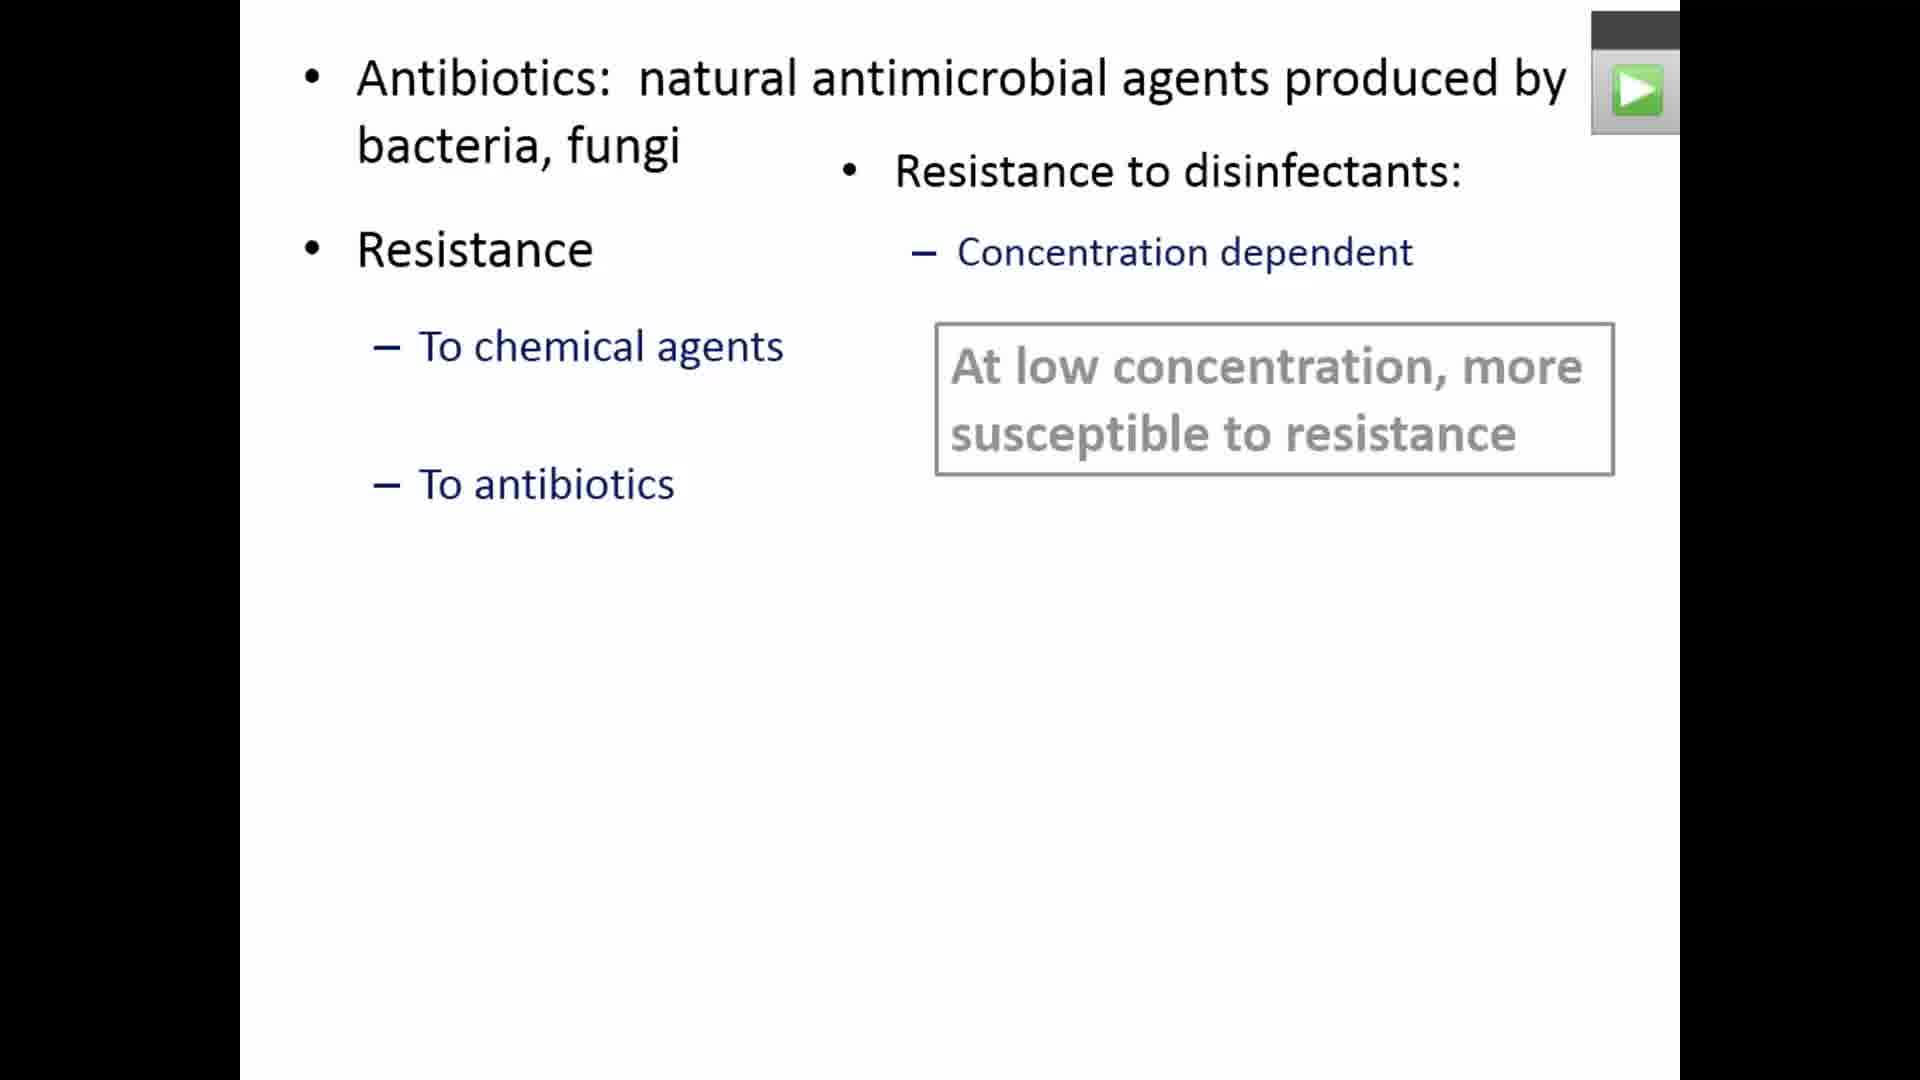 • Antibiotics: natural antimicrobial agents produced by
bacteria, fungi
• Resistance
– To chemical agents
– To antibiotics
• Resistance to disinfectants:
– Concentration dependent
At low concentration, more
susceptible to resistance